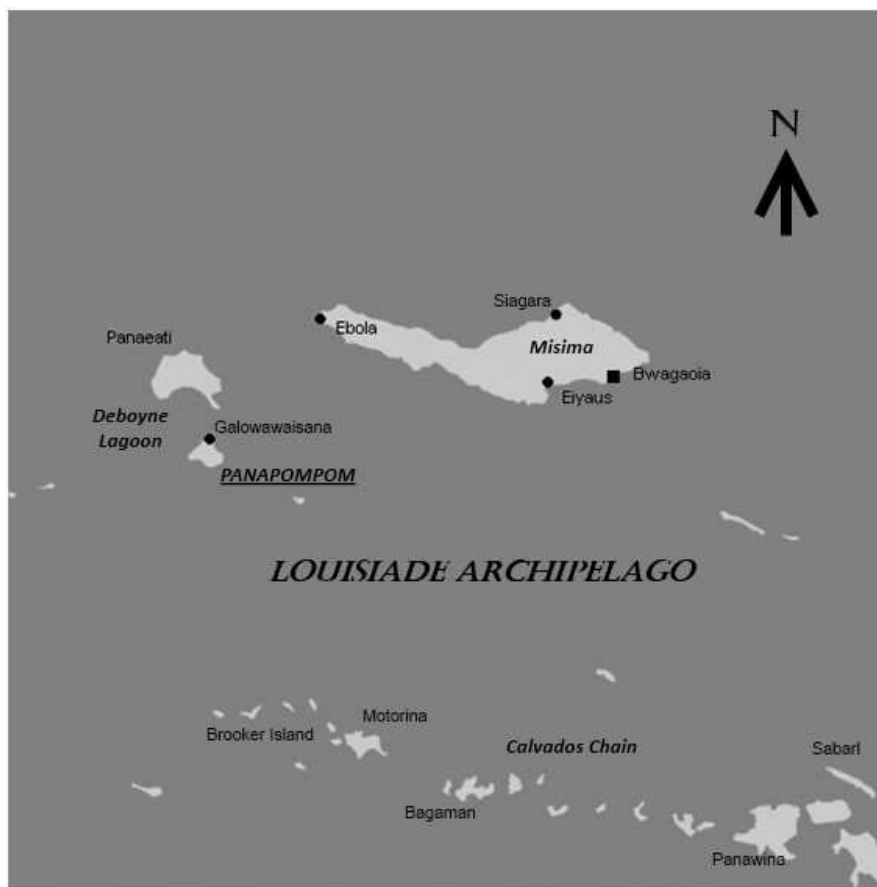 N
Siagara
Ebola
Panaeati
Misima
Bwagaoia
Eiyaus
Deboyne
Lagoon
Galowawaisana
PANAPOMPOM
LOUISIADE ARCHIPELAGO
Motorina
Brooker Island
Calvados Chain
Sabarl
Bagaman
Panawina